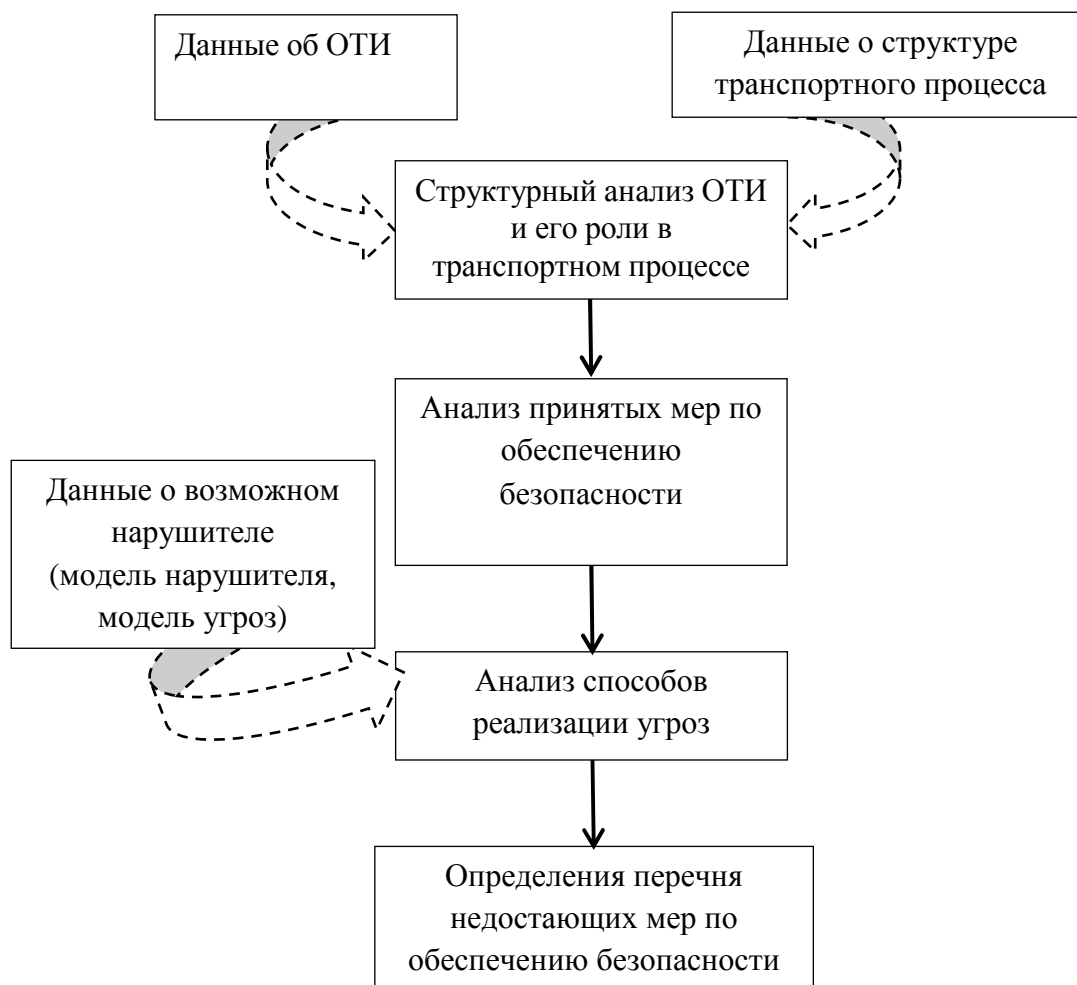 Данные об ОТИ
Данные о структуре
транспортного процесса
Структурный анализ ОТИ
и его роли в
транспортном процессе
Анализ принятых мер по
обеспечению
безопасности
Данные о возможном
нарушителе
(модель нарушителя,
модель угроз)
Анализ способов
реализации угроз
Определения перечня
недостающих мер по
обеспечению безопасности